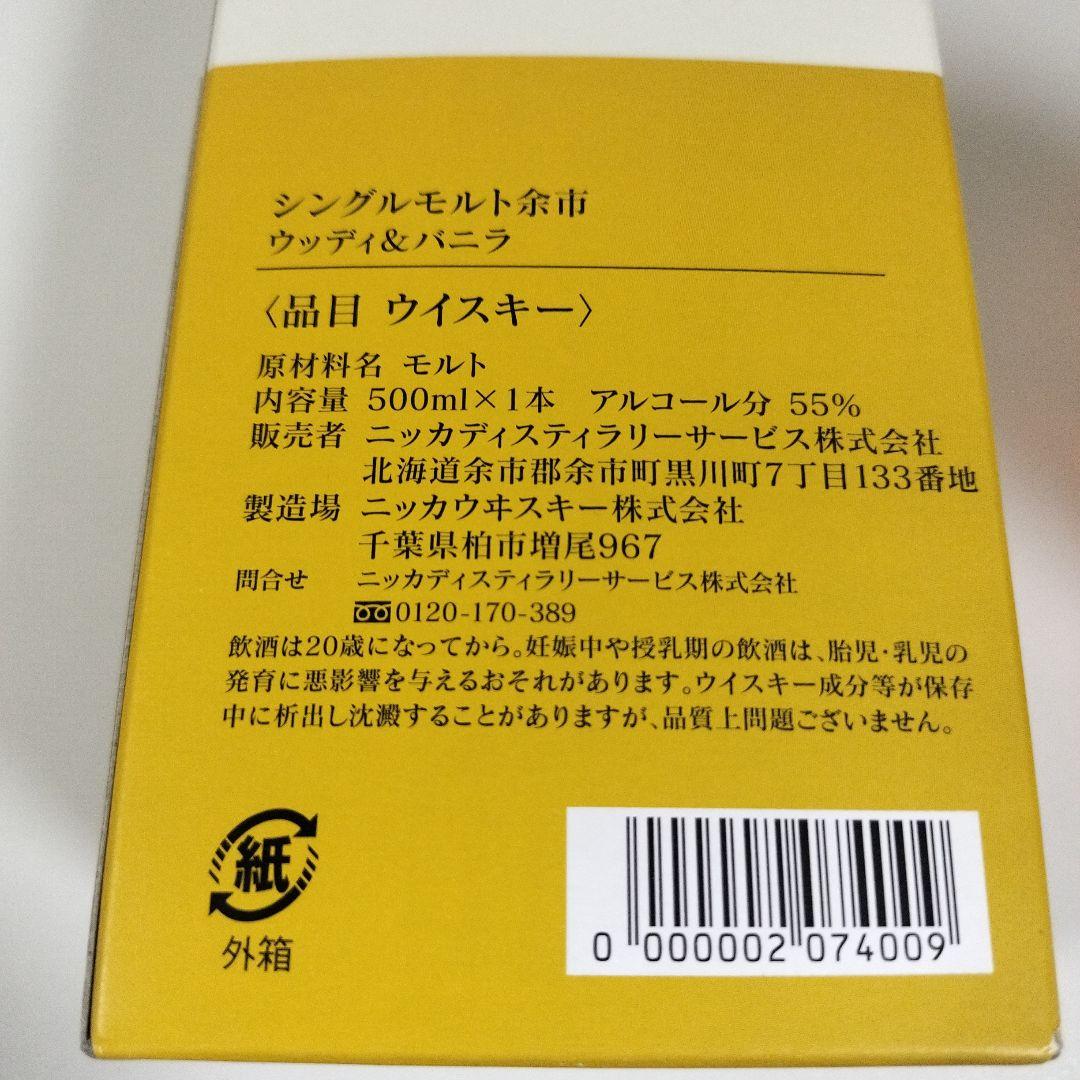 シングルモルト余市
ウッディ&バニラ
〈品目 ウイスキー〉
原材料名 モルト
内容量 500ml×1本 アルコール分 55%
販売者 ニッカディスティラリーサービス株式会社
北海道余市郡余市町黒川町7丁目133番地
製造場 ニッカウヰスキー株式会社
千葉県柏市増尾967
問合せ ニッカディスティラリーサービス株式会社
0120-170-389
飲酒は20歳になってから。妊娠中や授乳期の飲酒は、胎児・乳児の
発育に悪影響を与えるおそれがあります。ウイスキー成分等が保存
中に析出し沈澱することがありますが、品質上問題ございません。
紙
外箱
0 000002 074009